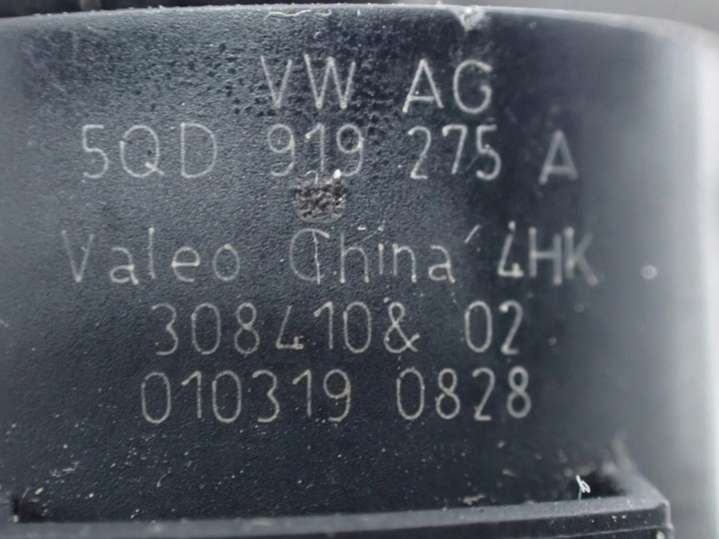 VW AG
5QD 919 275 A
Valeo China 4HK
308410& 02
010319 0828